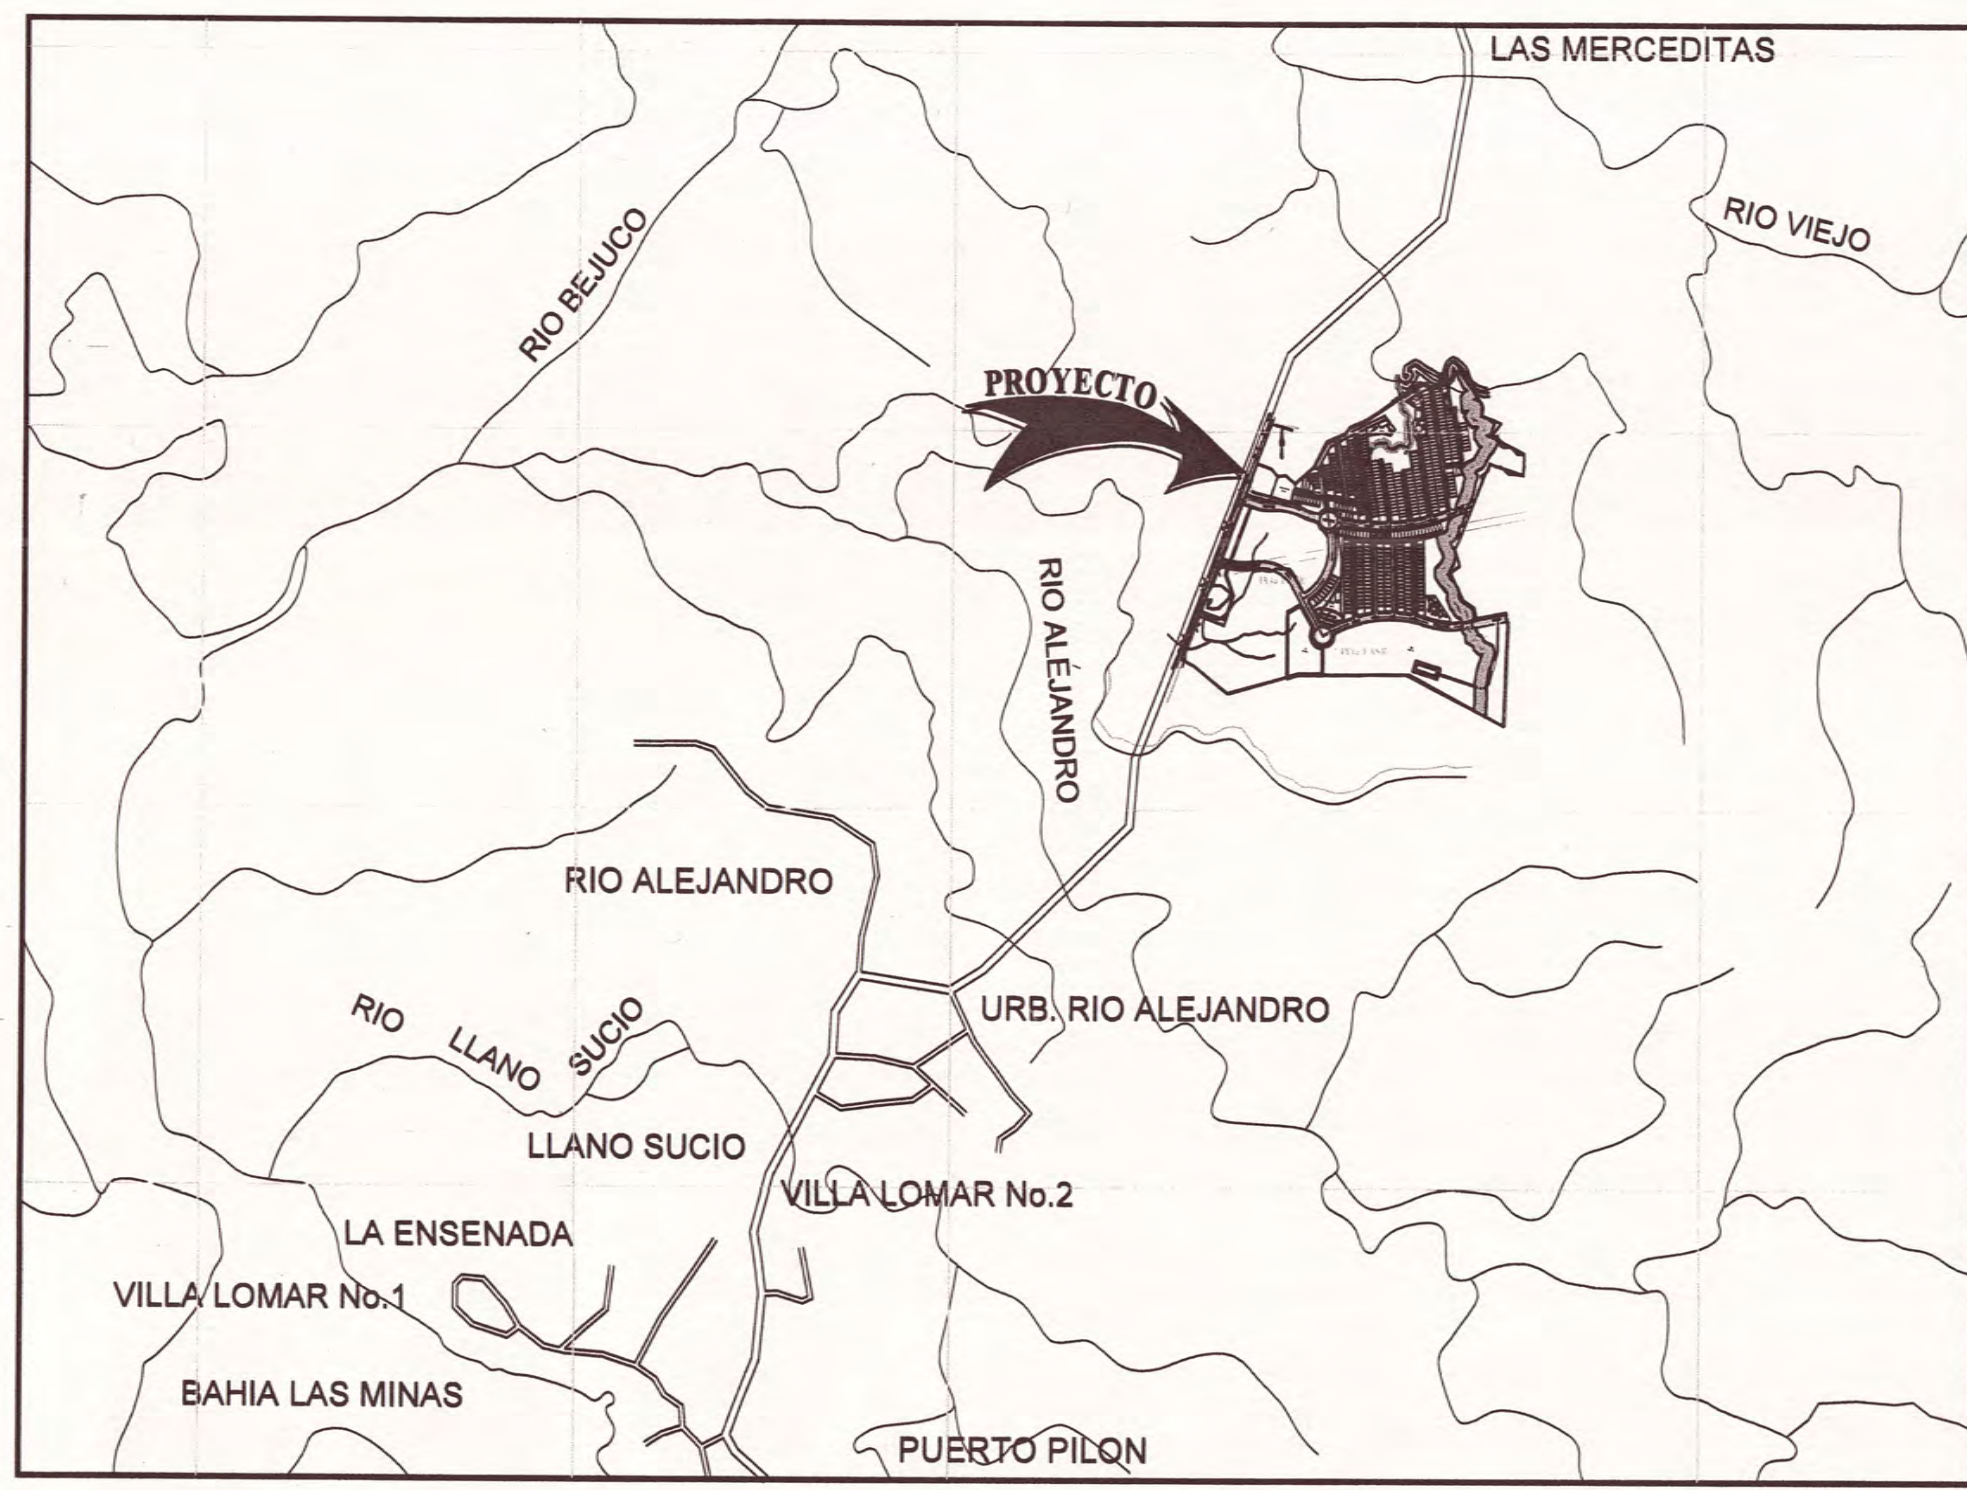 LAS MERCEDITAS
RIO VIEJO
RIO BEJUCO
PROYECTO
RIO ALEJANDRO
RIO ALEJANDRO
URB. RIO ALEJANDRO
RIO LLANO SUCIO
LLANO SUCIO
VILLA LOMAR No.2
LA ENSENADA
VILLA LOMAR No.1
BAHIA LAS MINAS
PUERTO PILON